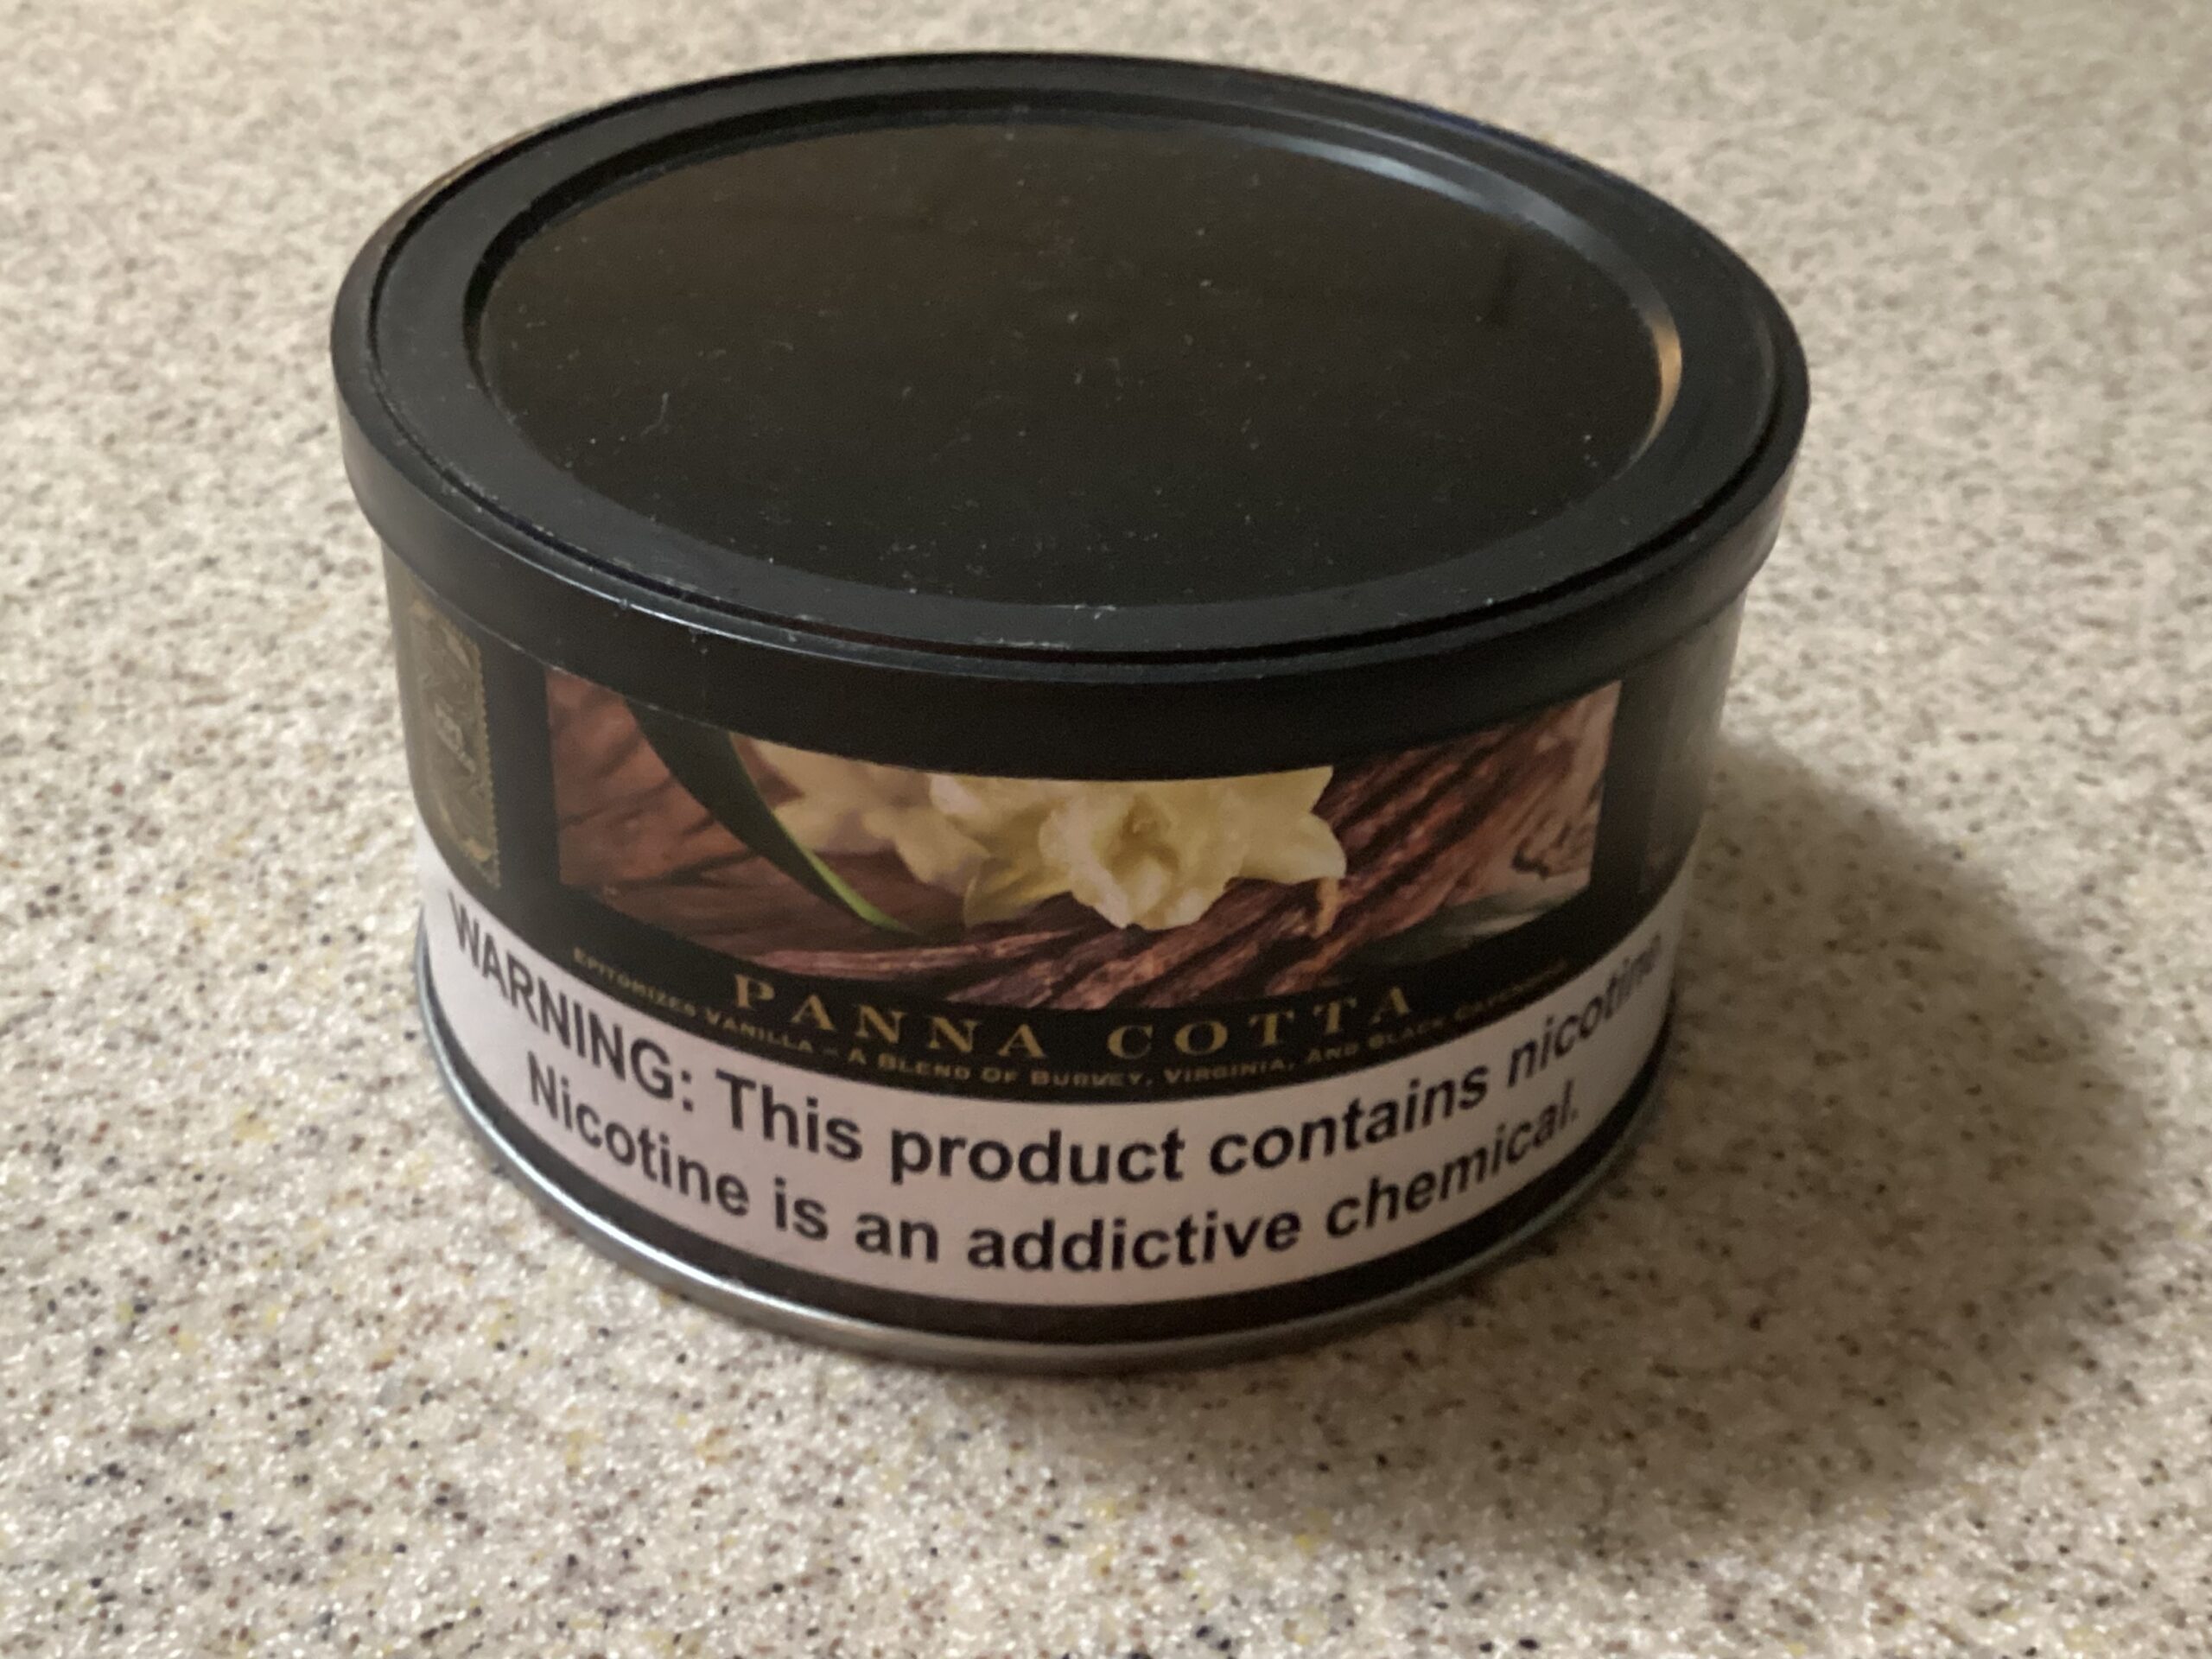 PANNA COTTA
EPITOMIZES VANILLA – A BLEND OF BURLEY, VIRGINIA, AND BLACK CAVENDISH
WARNING: This product contains nicotine.
Nicotine is an addictive chemical.